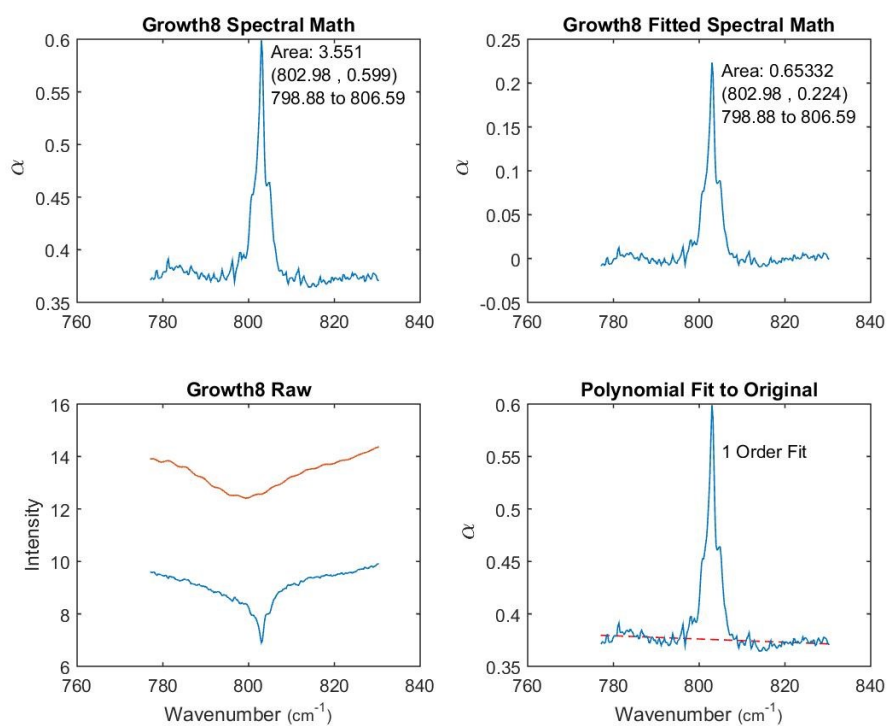 Growth8 Spectral Math
0.6
0.55
0.5
0.45
0.4
0.35
α
760
780
800
820
840
Area: 3.551
(802.98 , 0.599)
798.88 to 806.59
Growth8 Fitted Spectral Math
0.25
0.2
0.15
0.1
0.05
0
-0.05
α
760
780
800
820
840
Area: 0.65332
(802.98 , 0.224)
798.88 to 806.59
Growth8 Raw
16
14
12
10
8
6
Intensity
760
780
800
820
840
Wavenumber (cm⁻¹)
Polynomial Fit to Original
0.6
0.55
0.5
0.45
0.4
0.35
α
1 Order Fit
760
780
800
820
840
Wavenumber (cm⁻¹)